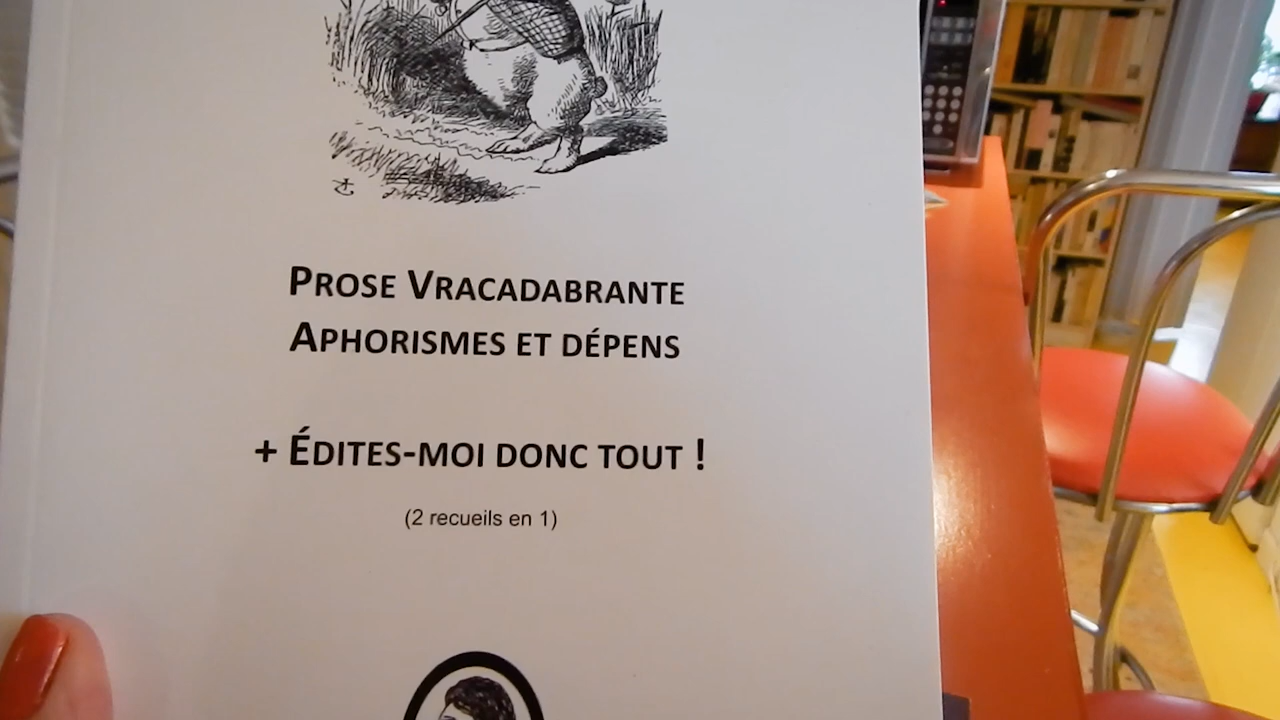 PROSE VRACADABRANTE
APHORISMES ET DÉPENS
+ ÉDITES-MOI DONC TOUT !
(2 recueils en 1)